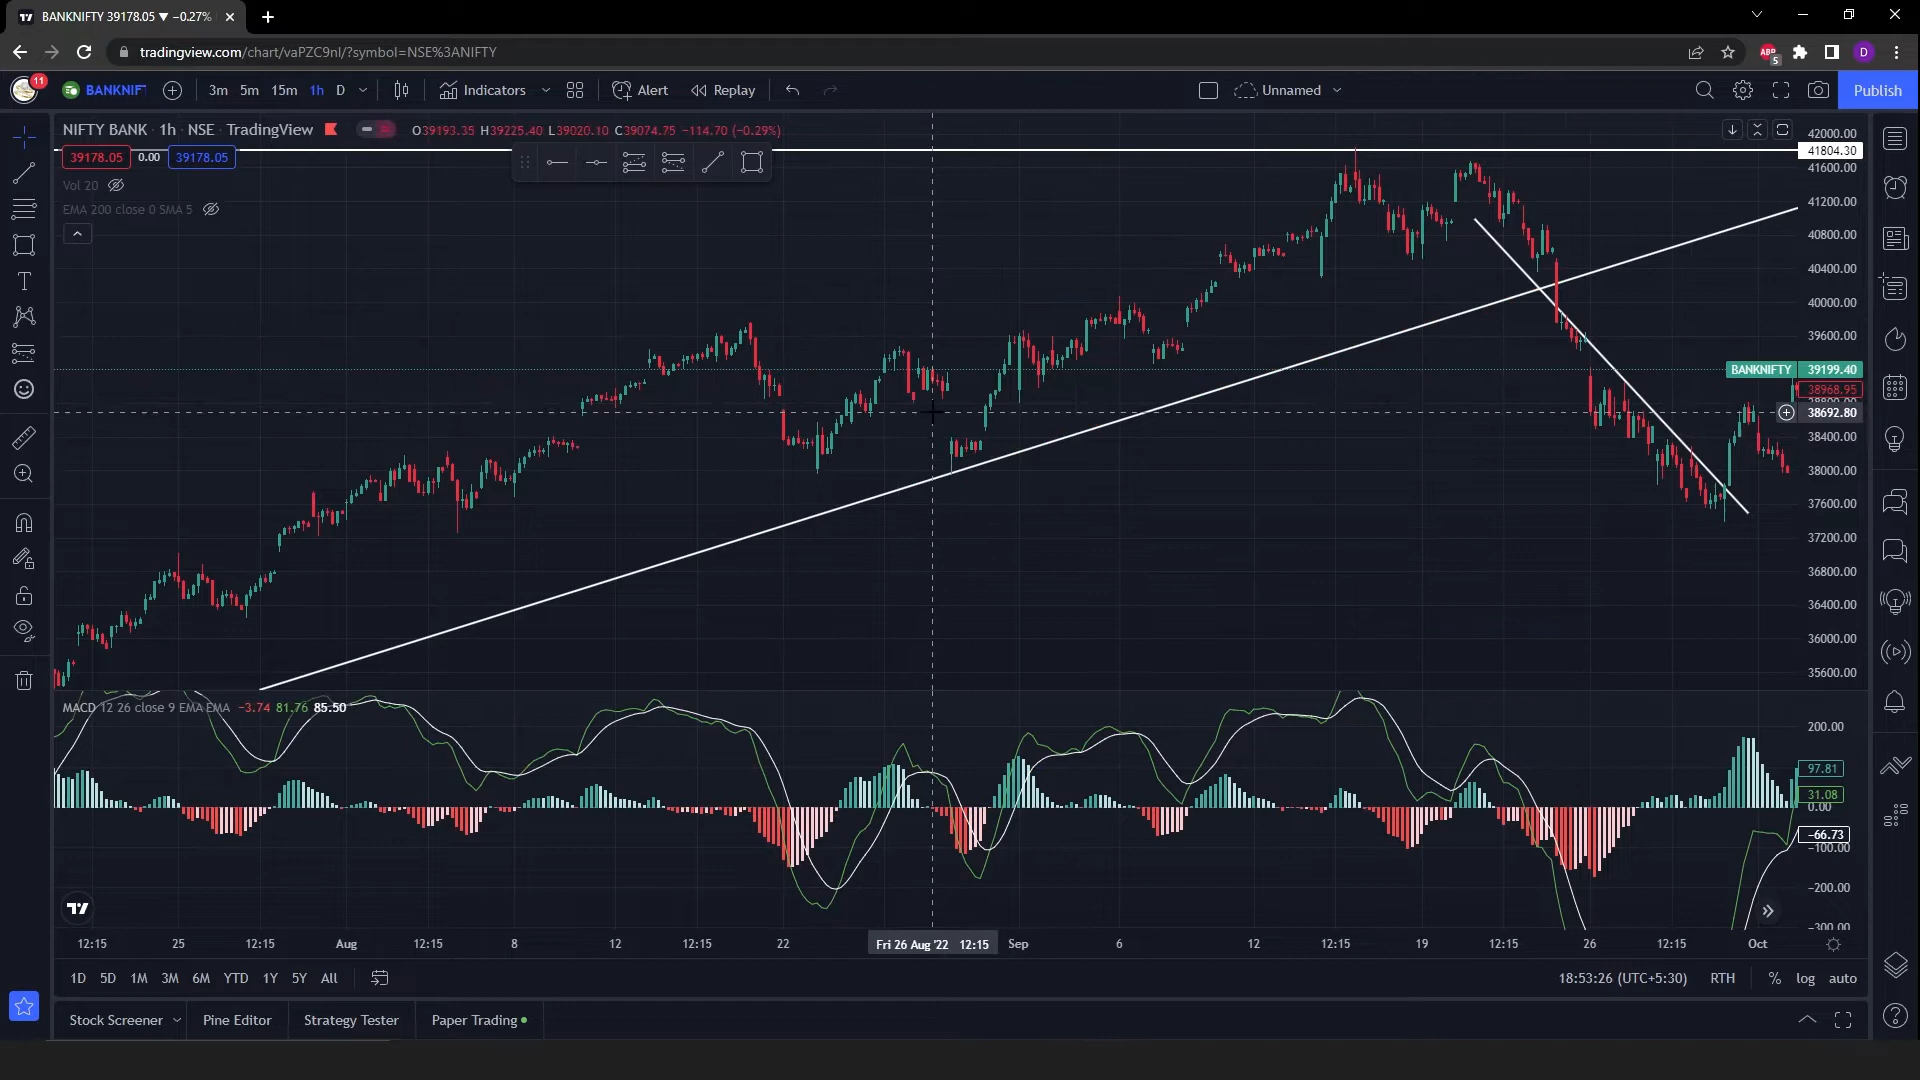 BANKNIFTY 39178.05 ▼ −0.27%
tradingview.com/chart/vaPZC9nl/?symbol=NSE%3ANIFTY
ABP 5 D
11 BANKNIFT 3m 5m 15m 1h D Indicators Alert Replay Unnamed Publish
NIFTY BANK · 1h · NSE · TradingView O39193.35 H39225.40 L39020.10 C39074.75 −114.70 (−0.29%)
39178.05 0.00 39178.05
Vol 20
EMA 200 close 0 SMA 5
42000.00
41804.30
41600.00
41200.00
40800.00
40400.00
40000.00
39600.00
BANKNIFTY 39199.40
38968.95
38692.80
38400.00
38000.00
37600.00
37200.00
36800.00
36400.00
36000.00
35600.00
MACD 12 26 close 9 EMA EMA −3.74 81.76 85.50
200.00
97.81
31.08
0.00
−66.73
−100.00
−200.00
−300.00
12:15 25 12:15 Aug 12:15 8 12 12:15 22 Fri 26 Aug '22 12:15 Sep 6 12 12:15 19 12:15 26 12:15 Oct
1D 5D 1M 3M 6M YTD 1Y 5Y All 18:53:26 (UTC+5:30) RTH % log auto
Stock Screener Pine Editor Strategy Tester Paper Trading